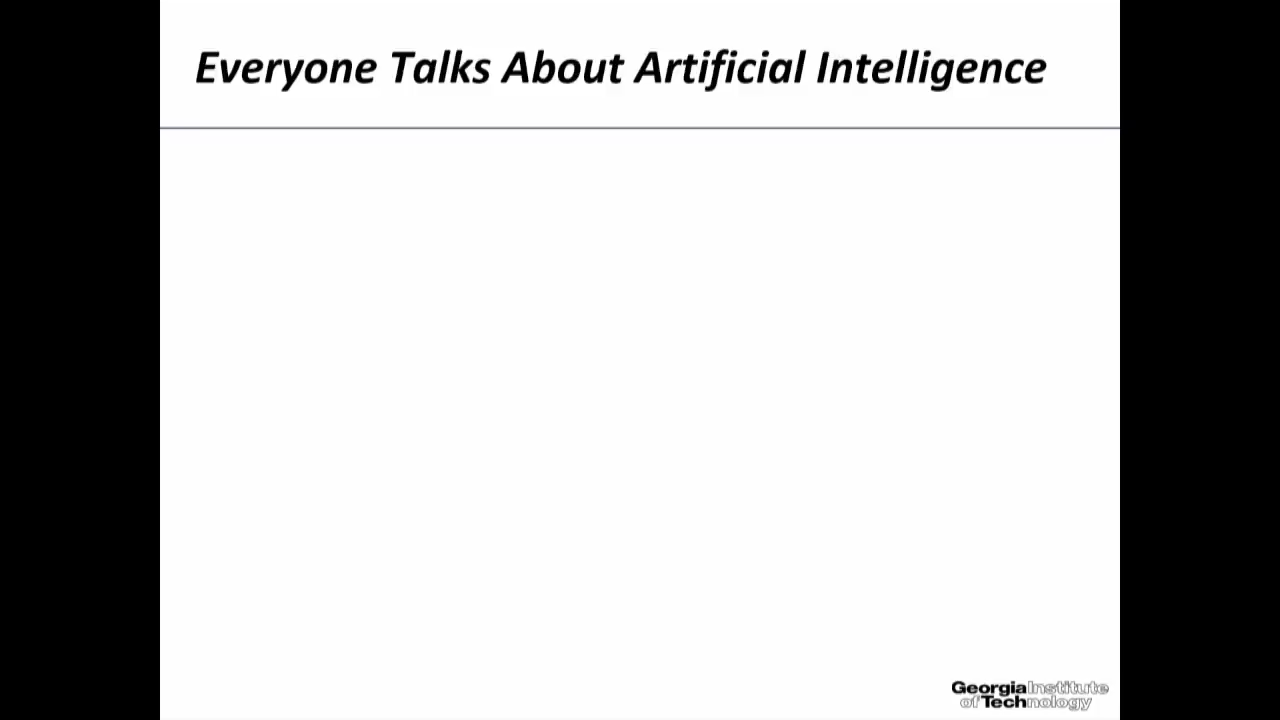 Everyone Talks About Artificial Intelligence
Georgia Institute
of Technology